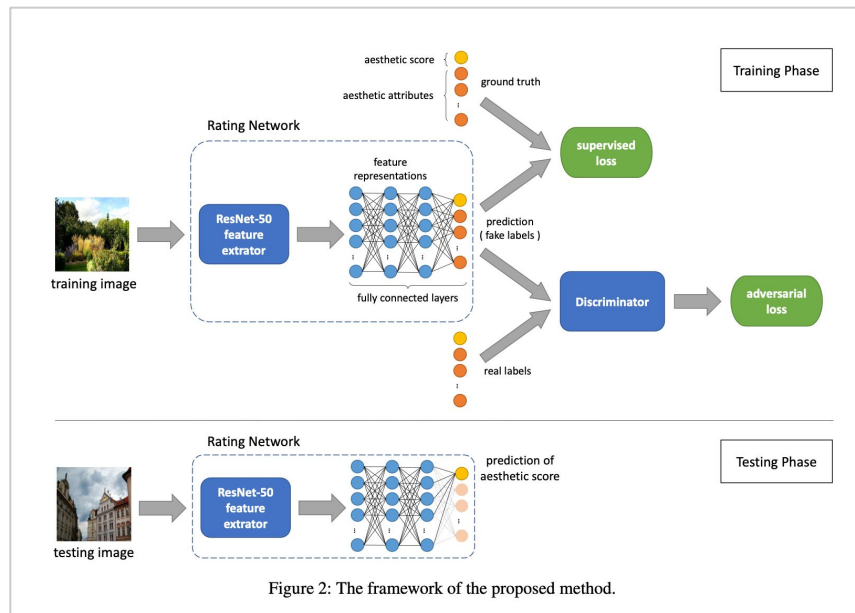 aesthetic score
aesthetic attributes
ground truth
Training Phase
Rating Network
feature
representations
supervised
loss
ResNet-50
feature
extrator
prediction
( fake labels )
training image
fully connected layers
Discriminator
adversarial
loss
real labels
Rating Network
Testing Phase
prediction of
aesthetic score
ResNet-50
feature
extrator
testing image
Figure 2: The framework of the proposed method.